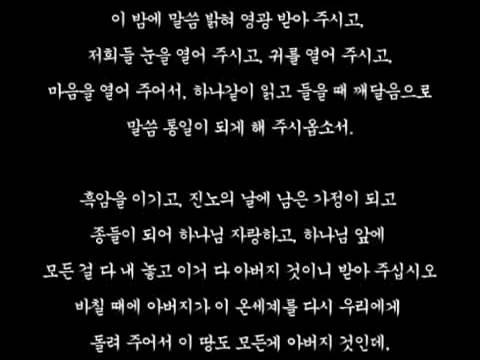 이 밤에 말씀 밝혀 영광 받아 주시고,
저희들 눈을 열어 주시고, 귀를 열어 주시고,
마음을 열어 주어서, 하나같이 읽고 들을 때 깨달음으로
말씀 통일이 되게 해 주시옵소서.
흑암을 이기고, 진노의 날에 남은 가정이 되고
종들이 되어 하나님 자랑하고, 하나님 앞에
모든 걸 다 내 놓고 이거 다 아버지 것이니 받아 주십시오
바칠 때에 아버지가 이 온세계를 다시 우리에게
돌려 주어서 이 땅도 모든게 아버지 것인데,